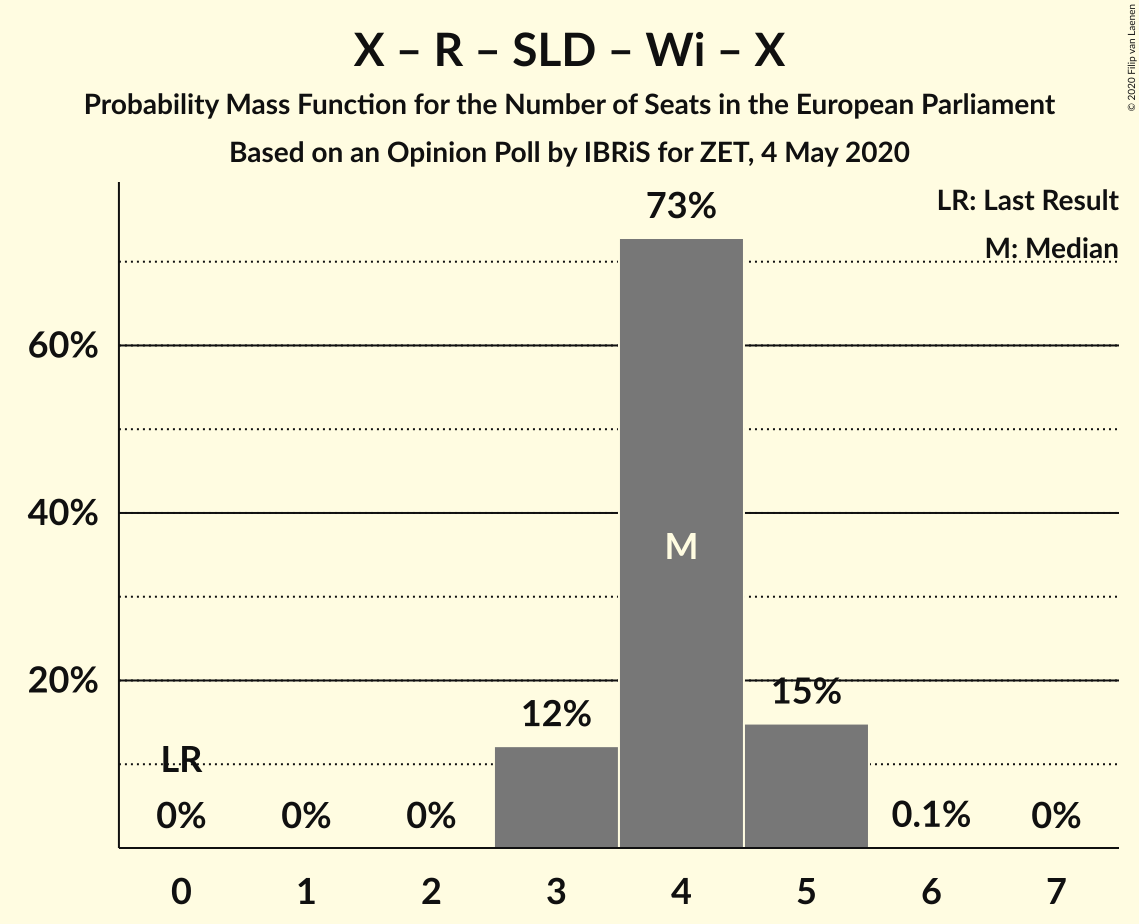 X – R – SLD – Wi – X
Probability Mass Function for the Number of Seats in the European Parliament
Based on an Opinion Poll by IBRiS for ZET, 4 May 2020
© 2020 Filip van Laenen
LR: Last Result
M: Median
73%
60%
40%
M
20%
15%
12%
LR
0%
0%
0%
0.1%
0%
0 1 2 3 4 5 6 7